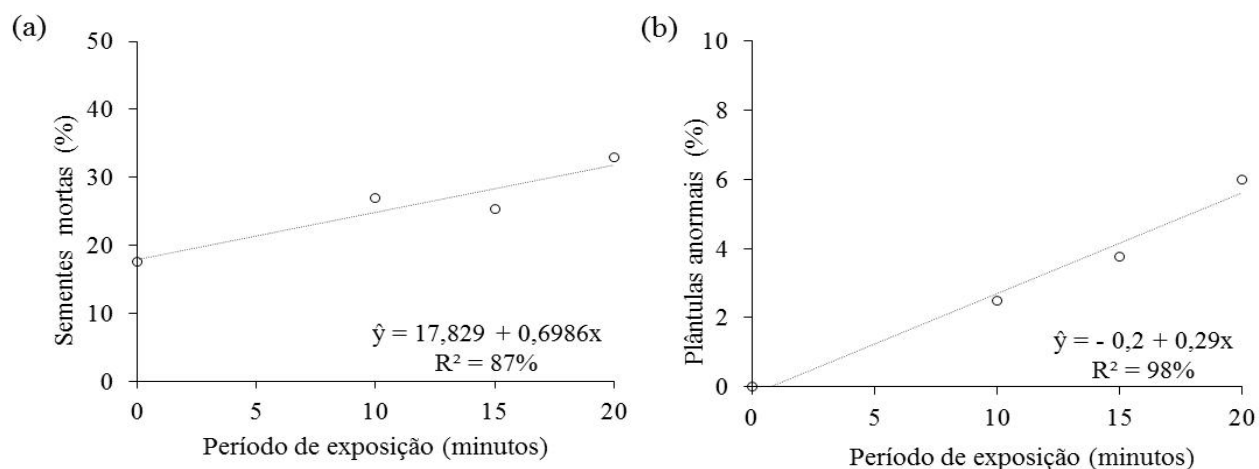 (a)
50
40
30
20
10
0
Sementes mortas (%)
ŷ = 17,829 + 0,6986x
R² = 87%
0 5 10 15 20
Período de exposição (minutos)
(b)
10
8
6
4
2
0
Plântulas anormais (%)
ŷ = - 0,2 + 0,29x
R² = 98%
0 5 10 15 20
Período de exposição (minutos)